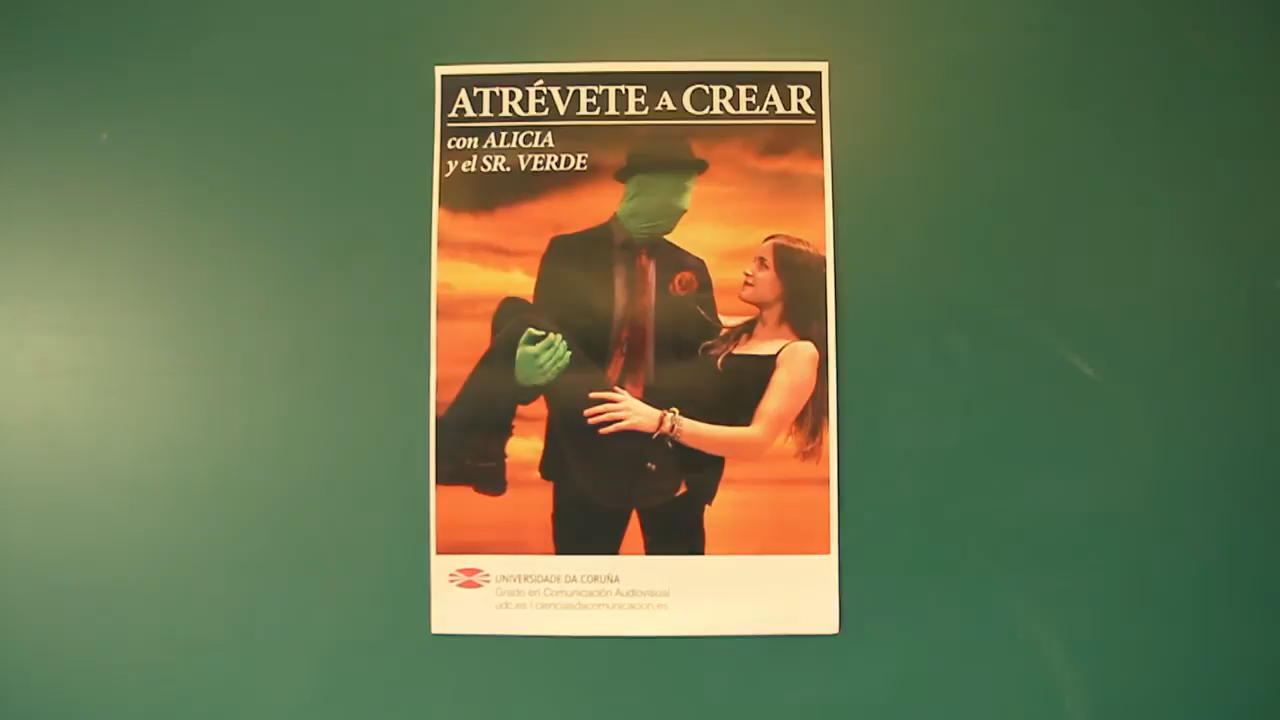 ATRÉVETE A CREAR
con ALICIA
y el SR. VERDE
UNIVERSIDADE DA CORUÑA
Grado en Comunicación Audiovisual
udc.es | cienciasdacomunicacion.es